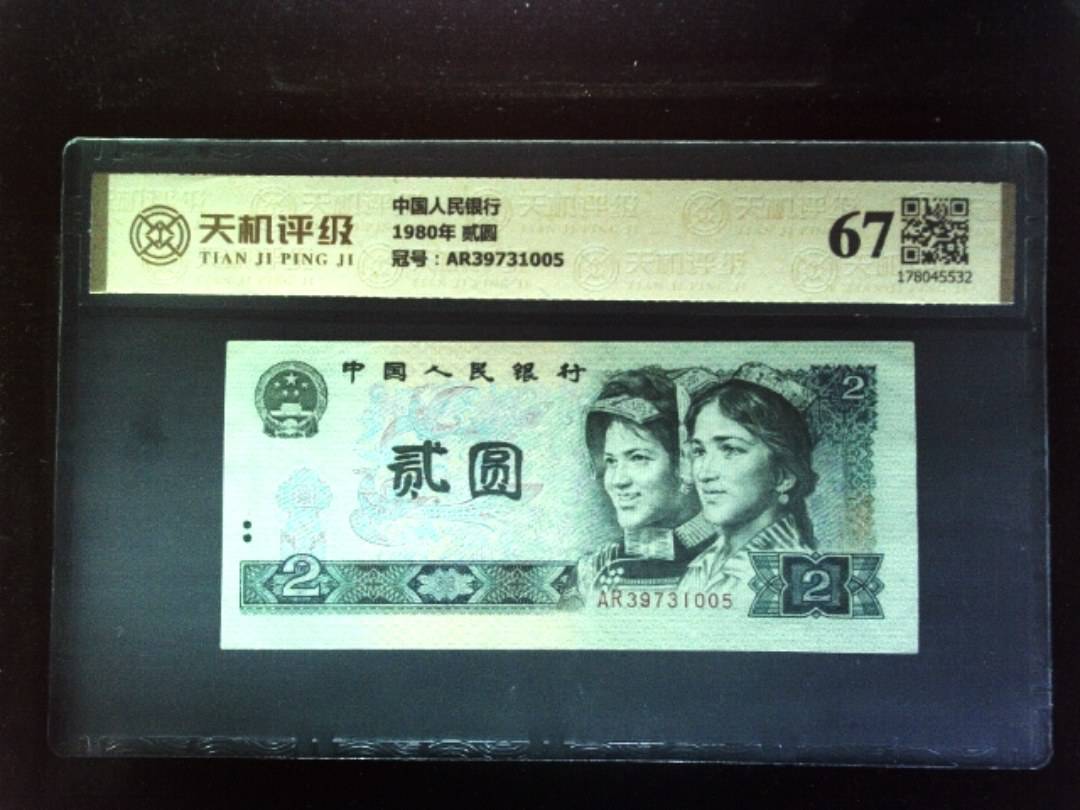 天机评级
TIAN JI PING JI
中国人民银行
1980年 贰圆
冠号：AR39731005
67
178045532
中国人民银行
2
贰圆
2
AR39731005
2